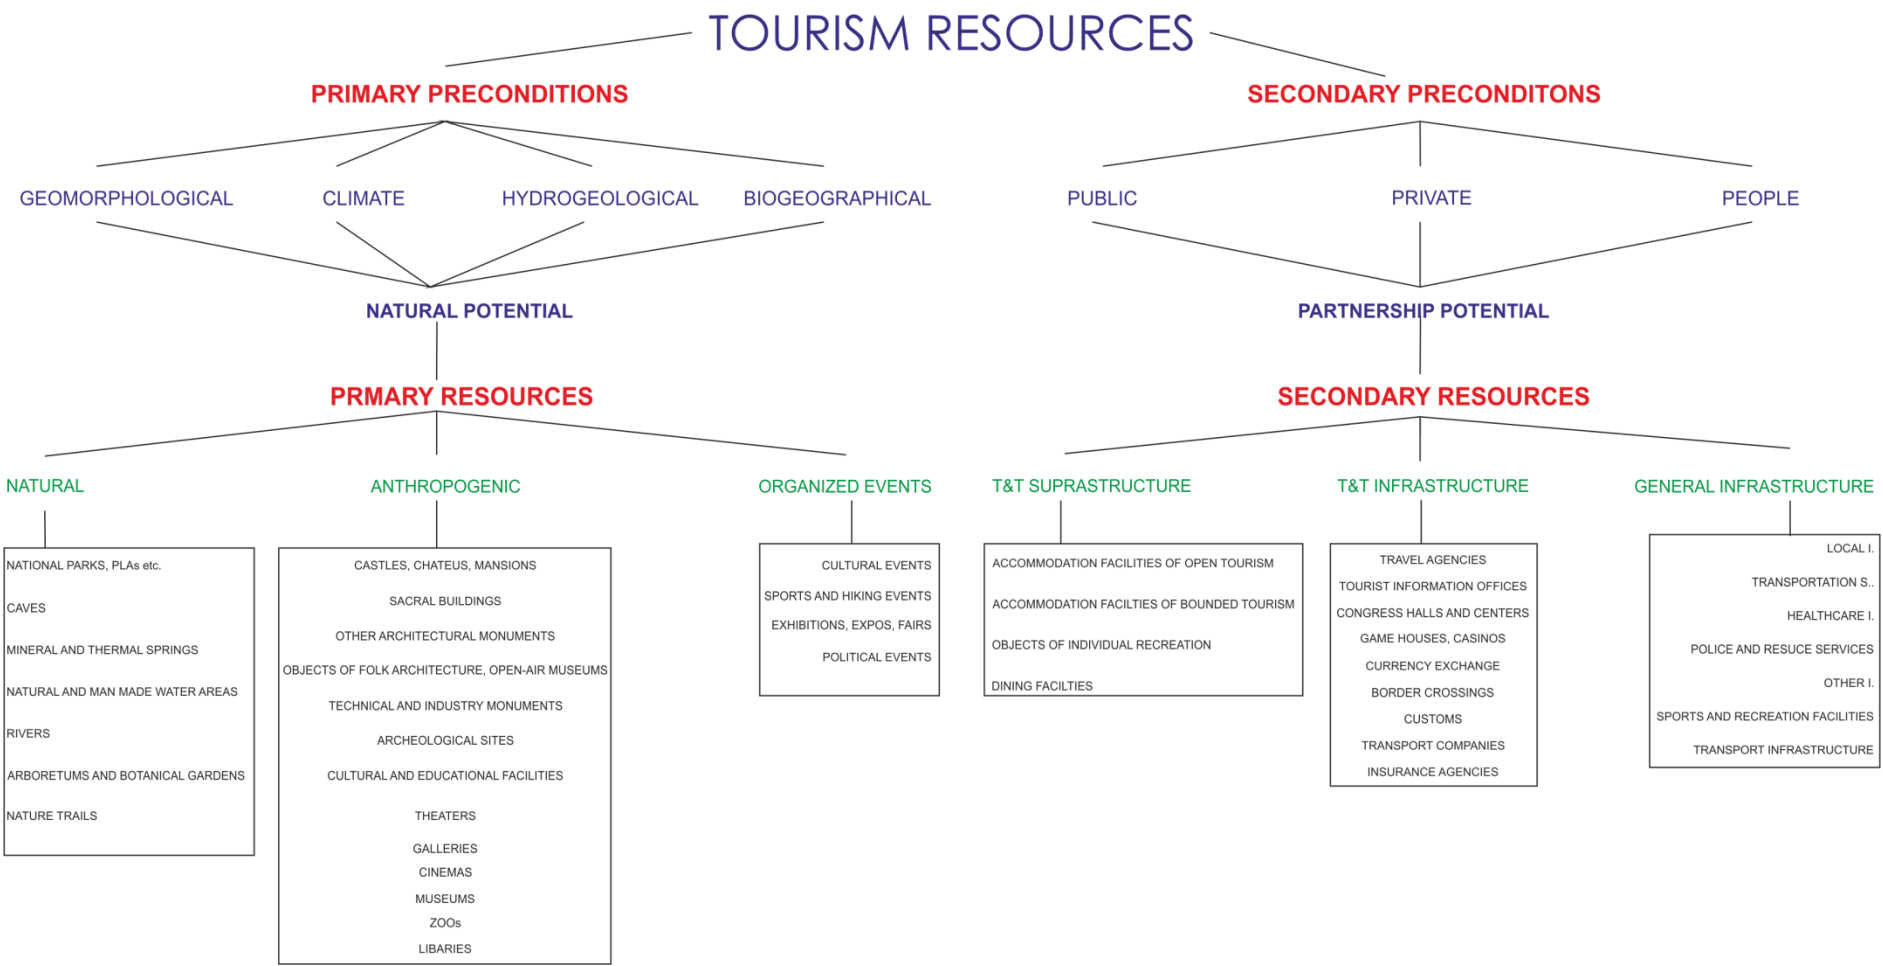 TOURISM RESOURCES
PRIMARY PRECONDITIONS
SECONDARY PRECONDITONS
GEOMORPHOLOGICAL
CLIMATE
HYDROGEOLOGICAL
BIOGEOGRAPHICAL
PUBLIC
PRIVATE
PEOPLE
NATURAL POTENTIAL
PARTNERSHIP POTENTIAL
PRMARY RESOURCES
SECONDARY RESOURCES
NATURAL
ANTHROPOGENIC
ORGANIZED EVENTS
T&T SUPRASTRUCTURE
T&T INFRASTRUCTURE
GENERAL INFRASTRUCTURE
NATIONAL PARKS, PLAs etc.
CAVES
MINERAL AND THERMAL SPRINGS
NATURAL AND MAN MADE WATER AREAS
RIVERS
ARBORETUMS AND BOTANICAL GARDENS
NATURE TRAILS
CASTLES, CHATEUS, MANSIONS
SACRAL BUILDINGS
OTHER ARCHITECTURAL MONUMENTS
OBJECTS OF FOLK ARCHITECTURE, OPEN-AIR MUSEUMS
TECHNICAL AND INDUSTRY MONUMENTS
ARCHEOLOGICAL SITES
CULTURAL AND EDUCATIONAL FACILITIES
THEATERS
GALLERIES
CINEMAS
MUSEUMS
ZOOs
LIBARIES
CULTURAL EVENTS
SPORTS AND HIKING EVENTS
EXHIBITIONS, EXPOS, FAIRS
POLITICAL EVENTS
ACCOMMODATION FACILITIES OF OPEN TOURISM
ACCOMMODATION FACILTIES OF BOUNDED TOURISM
OBJECTS OF INDIVIDUAL RECREATION
DINING FACILTIES
TRAVEL AGENCIES
TOURIST INFORMATION OFFICES
CONGRESS HALLS AND CENTERS
GAME HOUSES, CASINOS
CURRENCY EXCHANGE
BORDER CROSSINGS
CUSTOMS
TRANSPORT COMPANIES
INSURANCE AGENCIES
LOCAL I.
TRANSPORTATION S..
HEALTHCARE I.
POLICE AND RESUCE SERVICES
OTHER I.
SPORTS AND RECREATION FACILITIES
TRANSPORT INFRASTRUCTURE